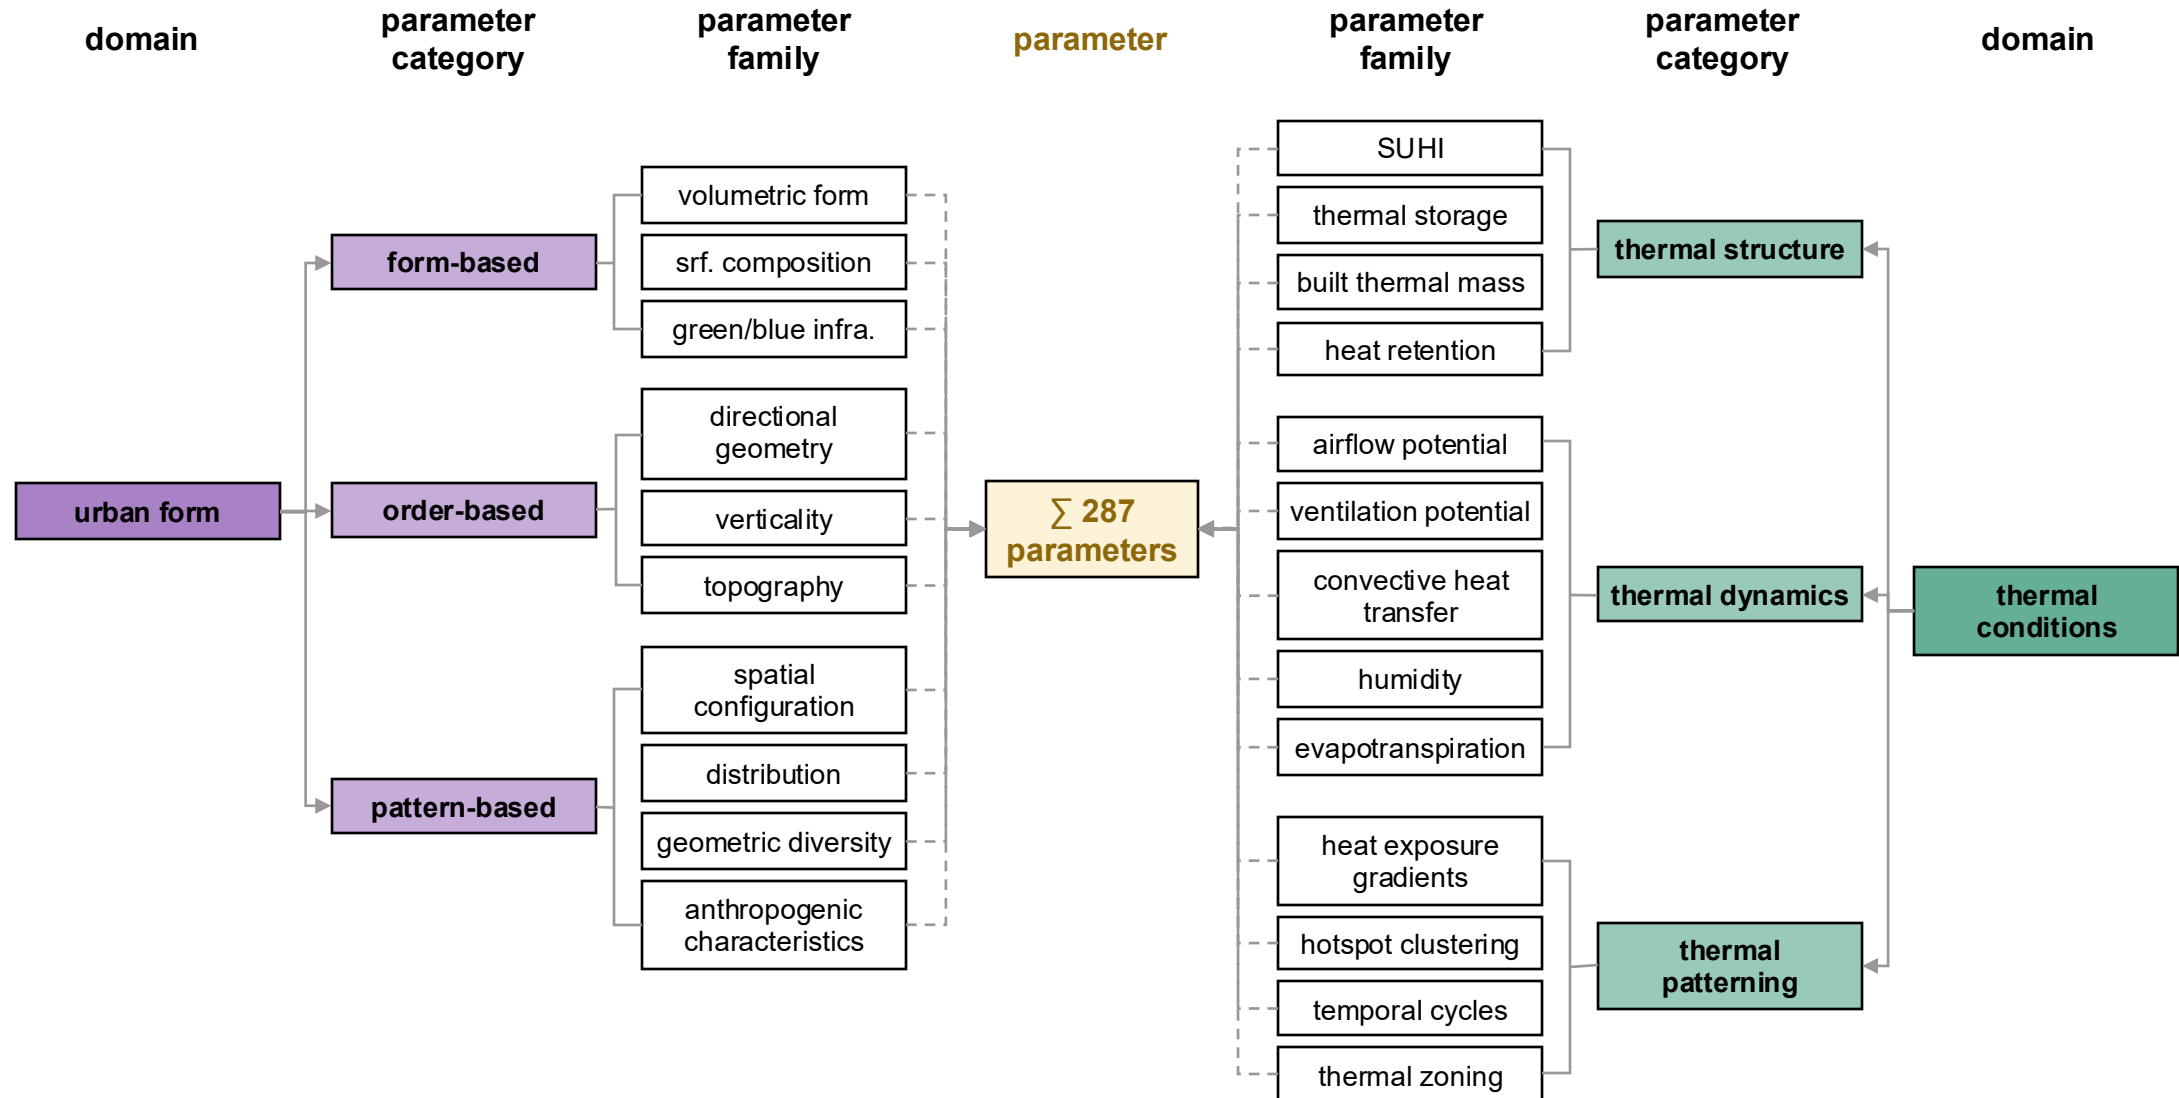 domain
parameter
category
parameter
family
parameter
parameter
family
parameter
category
domain
urban form
form-based
order-based
pattern-based
volumetric form
srf. composition
green/blue infra.
directional
geometry
verticality
topography
spatial
configuration
distribution
geometric diversity
anthropogenic
characteristics
∑ 287
parameters
SUHI
thermal storage
built thermal mass
heat retention
airflow potential
ventilation potential
convective heat
transfer
humidity
evapotranspiration
heat exposure
gradients
hotspot clustering
temporal cycles
thermal zoning
thermal structure
thermal dynamics
thermal
patterning
thermal
conditions